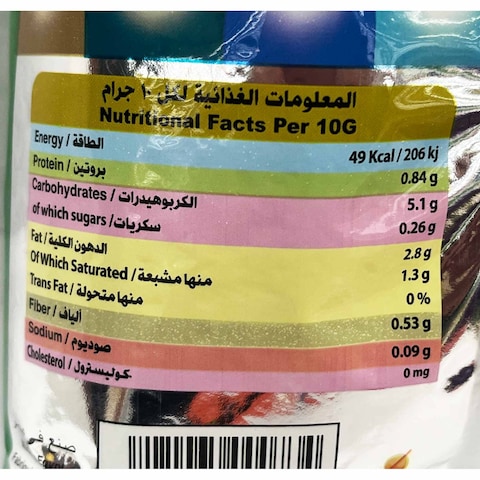 المعلومات الغذائية لكل ١٠ جرام
Nutritional Facts Per 10G
Energy / الطاقة 49 Kcal / 206 kj
Protein / بروتين 0.84 g
Carbohydrates / الكربوهيدرات 5.1 g
of which sugars / سكريات 0.26 g
Fat / الدهون الكلية 2.8 g
Of Which Saturated / منها مشبعة 1.3 g
Trans Fat / منها متحولة 0 %
Fiber / ألياف 0.53 g
Sodium / صوديوم 0.09 g
Cholesterol / كوليسترول 0 mg
صنع في